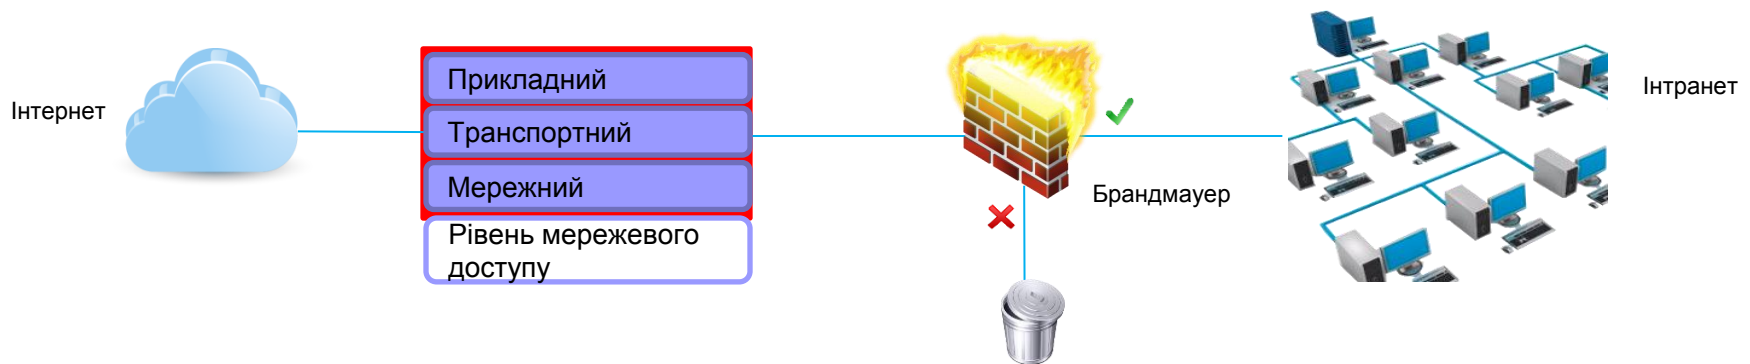 Інтернет
Прикладний
Транспортний
Мережний
Рівень мережевого
доступу
Брандмауер
Інтранет